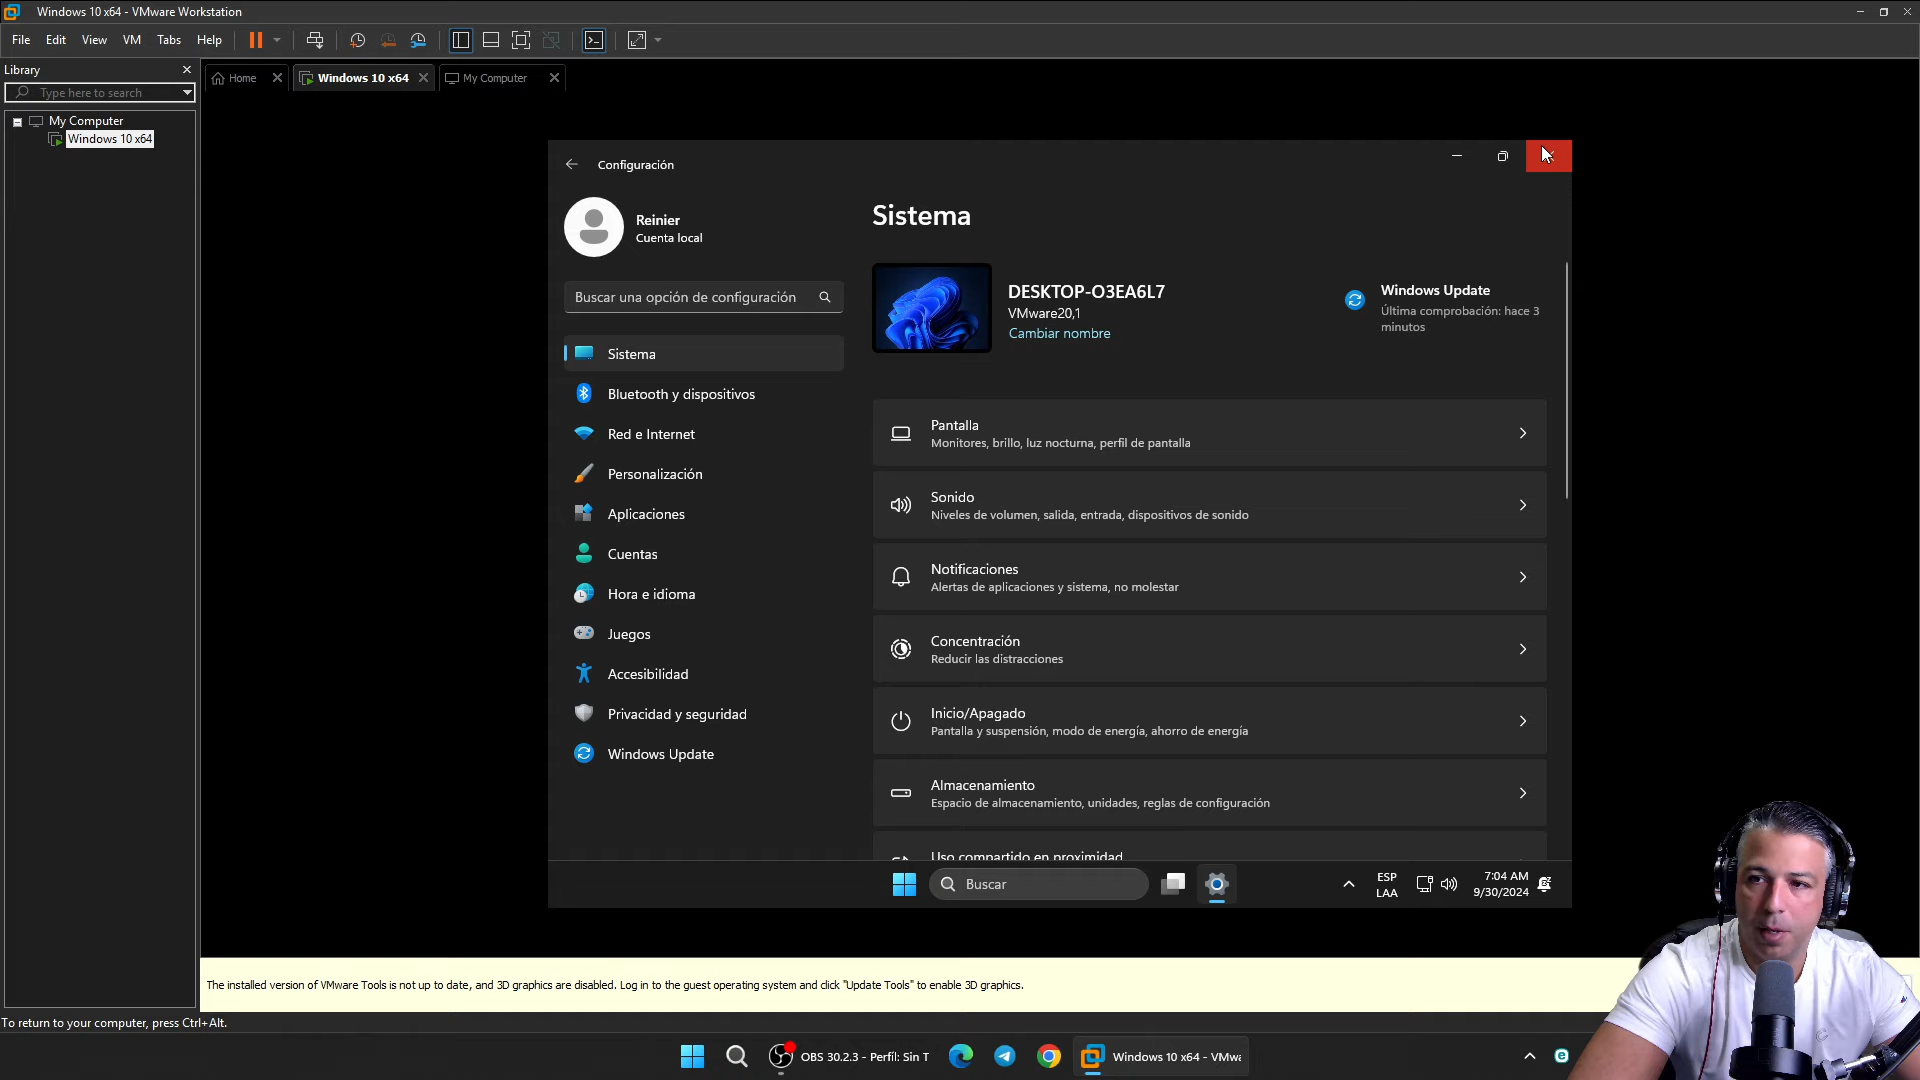 Windows 10 x64 - VMware Workstation
File Edit View VM Tabs Help
Library
Type here to search
My Computer
Windows 10 x64
Home
Windows 10 x64
My Computer
Configuración
Reinier
Cuenta local
Buscar una opción de configuración
Sistema
Bluetooth y dispositivos
Red e Internet
Personalización
Aplicaciones
Cuentas
Hora e idioma
Juegos
Accesibilidad
Privacidad y seguridad
Windows Update
Sistema
DESKTOP-O3EA6L7
VMware20,1
Cambiar nombre
Windows Update
Última comprobación: hace 3
minutos
Pantalla
Monitores, brillo, luz nocturna, perfil de pantalla
Sonido
Niveles de volumen, salida, entrada, dispositivos de sonido
Notificaciones
Alertas de aplicaciones y sistema, no molestar
Concentración
Reducir las distracciones
Inicio/Apagado
Pantalla y suspensión, modo de energía, ahorro de energía
Almacenamiento
Espacio de almacenamiento, unidades, reglas de configuración
Uso compartido en proximidad
Buscar
ESP
LAA
7:04 AM
9/30/2024
The installed version of VMware Tools is not up to date, and 3D graphics are disabled. Log in to the guest operating system and click "Update Tools" to enable 3D graphics.
To return to your computer, press Ctrl+Alt.
OBS 30.2.3 - Perfil: Sin T
Windows 10 x64 - VMwa